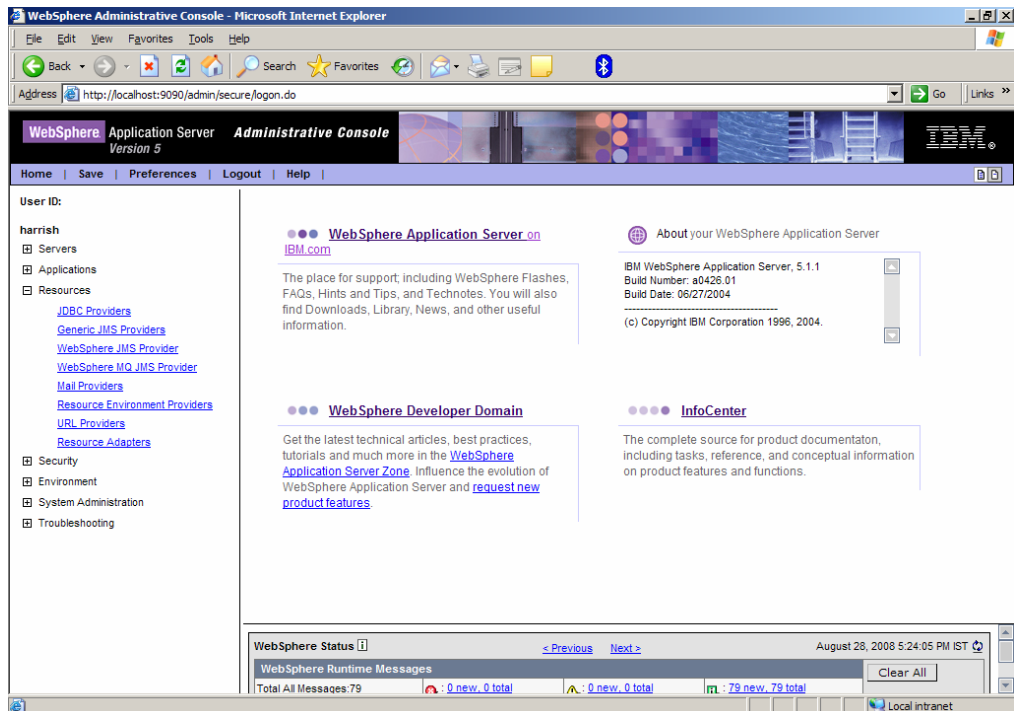 WebSphere Administrative Console - Microsoft Internet Explorer
File Edit View Favorites Tools Help
Back Search Favorites
Address http://localhost:9090/admin/secure/logon.do Go Links »
WebSphere Application Server Administrative Console
Version 5
IBM
Home | Save | Preferences | Logout | Help |
User ID:
harrish
Servers
Applications
Resources
JDBC Providers
Generic JMS Providers
WebSphere JMS Provider
WebSphere MQ JMS Provider
Mail Providers
Resource Environment Providers
URL Providers
Resource Adapters
Security
Environment
System Administration
Troubleshooting
WebSphere Application Server on
IBM.com
The place for support; including WebSphere Flashes,
FAQs, Hints and Tips, and Technotes. You will also
find Downloads, Library, News, and other useful
information.
About your WebSphere Application Server
IBM WebSphere Application Server, 5.1.1
Build Number: a0426.01
Build Date: 06/27/2004
----------------------------------------
(c) Copyright IBM Corporation 1996, 2004.
WebSphere Developer Domain
Get the latest technical articles, best practices,
tutorials and much more in the WebSphere
Application Server Zone. Influence the evolution of
WebSphere Application Server and request new
product features.
InfoCenter
The complete source for product documentaton,
including tasks, reference, and conceptual information
on product features and functions.
WebSphere Status < Previous Next > August 28, 2008 5:24:05 PM IST
WebSphere Runtime Messages
Clear All
Total All Messages:79 : 0 new, 0 total : 0 new, 0 total : 79 new, 79 total
Local intranet